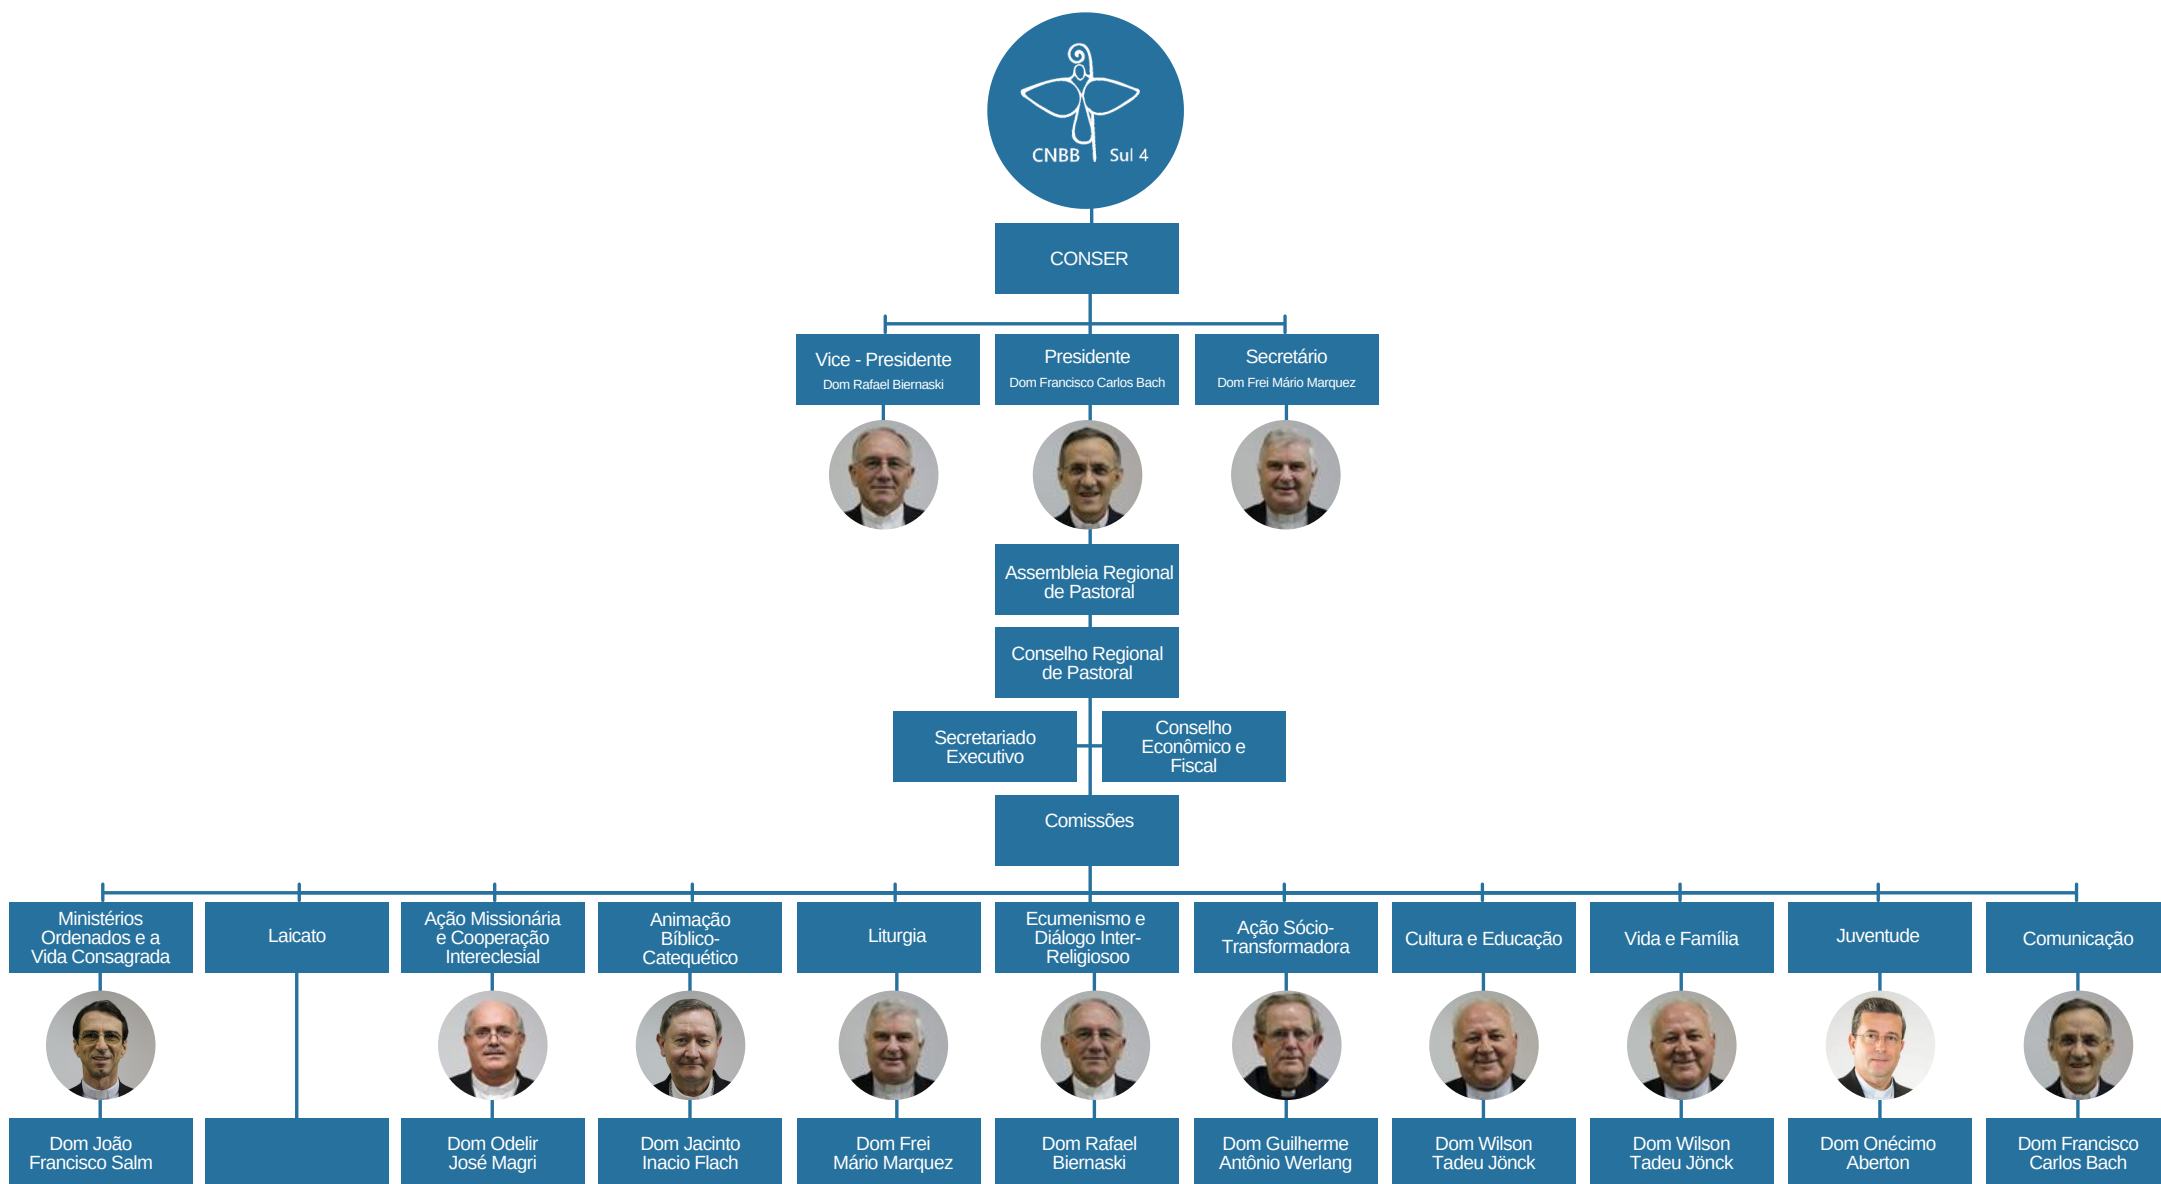 CNBB Sul 4
CONSER
Vice - Presidente
Dom Rafael Biernaski
Presidente
Dom Francisco Carlos Bach
Secretário
Dom Frei Mário Marquez
Assembleia Regional
de Pastoral
Conselho Regional
de Pastoral
Secretariado
Executivo
Conselho
Econômico e
Fiscal
Comissões
Ministérios
Ordenados e a
Vida Consagrada
Laicato
Ação Missionária
e Cooperação
Intereclesial
Animação
Bíblico-
Catequético
Liturgia
Ecumenismo e
Diálogo Inter-
Religiosoo
Ação Sócio-
Transformadora
Cultura e Educação
Vida e Família
Juventude
Comunicação
Dom João
Francisco Salm
Dom Odelir
José Magri
Dom Jacinto
Inacio Flach
Dom Frei
Mário Marquez
Dom Rafael
Biernaski
Dom Guilherme
Antônio Werlang
Dom Wilson
Tadeu Jönck
Dom Wilson
Tadeu Jönck
Dom Onécimo
Aberton
Dom Francisco
Carlos Bach